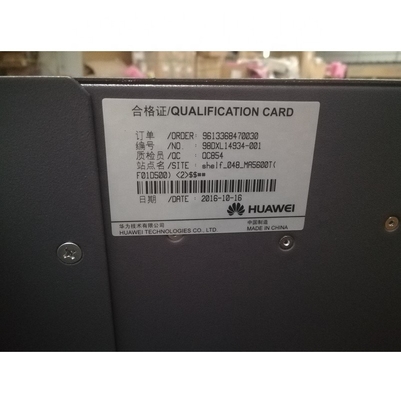 合格证/QUALIFICATION CARD
订单 /ORDER: 9613368470030
编号 /NO. : 98DXL14934-001
质检员/QC : QC854
站点名/SITE : shelf_048_MA5600T(
F01D500) <2>$$**
日期 /DATE : 2016-10-16
HUAWEI
华为技术有限公司
HUAWEI TECHNOLOGIES CO., LTD.
中国制造
MADE IN CHINA